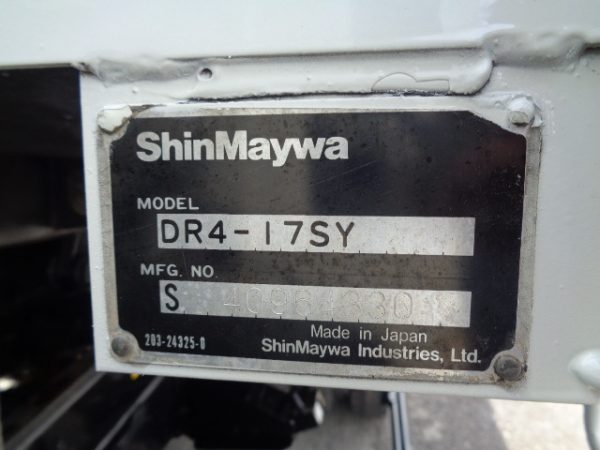 ShinMaywa
MODEL
DR4-17SY
MFG. NO.
S
Made in Japan
203-24325-0
ShinMaywa Industries, Ltd.